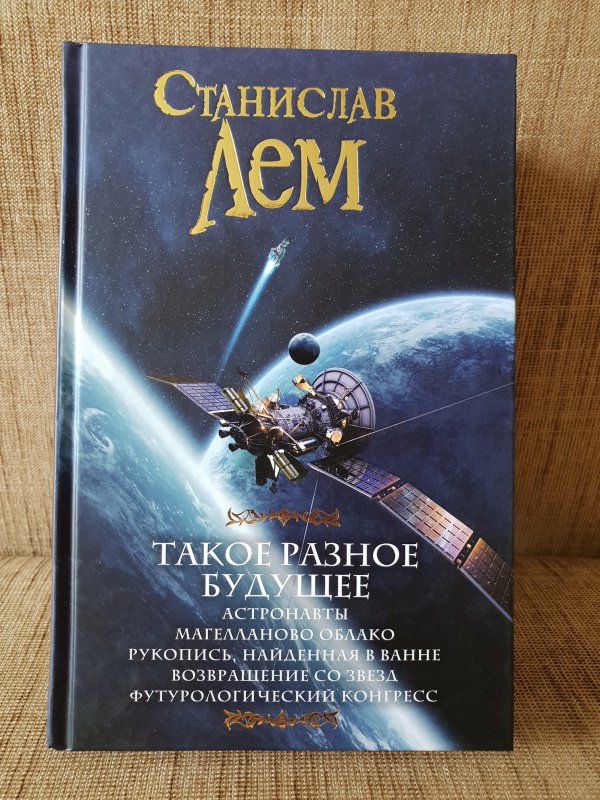 Станислав
Лем
ТАКОЕ РАЗНОЕ
БУДУЩЕЕ
АСТРОНАВТЫ
МАГЕЛЛАНОВО ОБЛАКО
РУКОПИСЬ, НАЙДЕННАЯ В ВАННЕ
ВОЗВРАЩЕНИЕ СО ЗВЕЗД
ФУТУРОЛОГИЧЕСКИЙ КОНГРЕСС